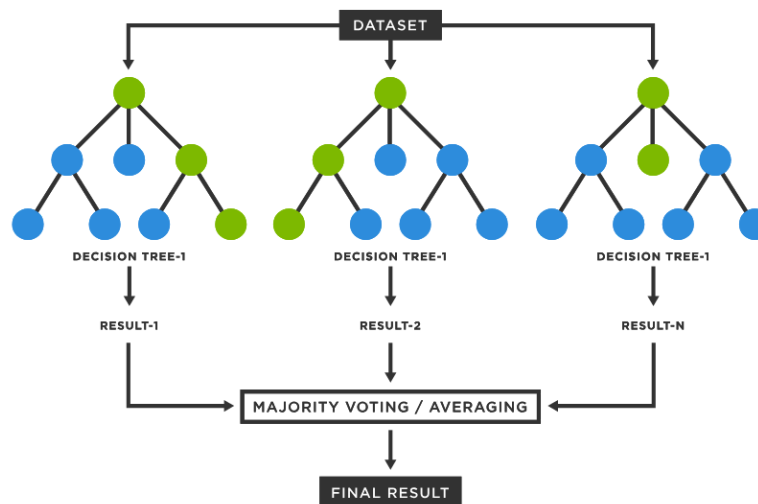 DATASET
DECISION TREE-1
DECISION TREE-1
DECISION TREE-1
RESULT-1
RESULT-2
RESULT-N
MAJORITY VOTING / AVERAGING
FINAL RESULT